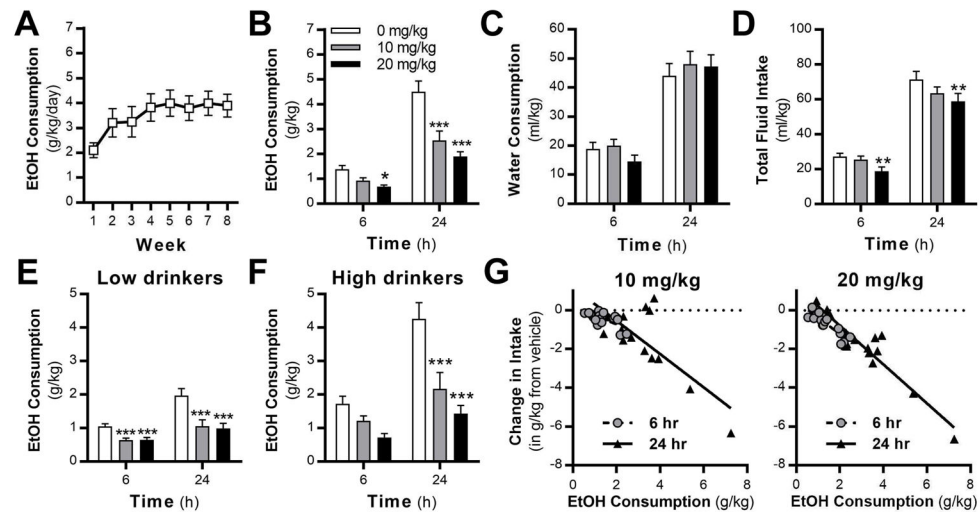 A
EtOH Consumption
(g/kg/day)
7
6
5
4
3
2
1
0
1 2 3 4 5 6 7 8
Week
B
EtOH Consumption
(g/kg)
7
6
5
4
3
2
1
0
0 mg/kg
10 mg/kg
20 mg/kg
*
***
***
6 24
Time (h)
C
Water Consumption
(ml/kg)
60
50
40
30
20
10
0
6 24
Time (h)
D
Total Fluid Intake
(ml/kg)
100
80
60
40
20
0
**
**
6 24
Time (h)
E
Low drinkers
EtOH Consumption
(g/kg)
5
4
3
2
1
0
*** ***
*** ***
6 24
Time (h)
F
High drinkers
EtOH Consumption
(g/kg)
5
4
3
2
1
0
***
***
6 24
Time (h)
G
10 mg/kg
Change in Intake
(in g/kg from vehicle)
0
-2
-4
-6
-8
6 hr
24 hr
0 2 4 6 8
EtOH Consumption (g/kg)
20 mg/kg
0
-2
-4
-6
-8
6 hr
24 hr
0 2 4 6 8
EtOH Consumption (g/kg)